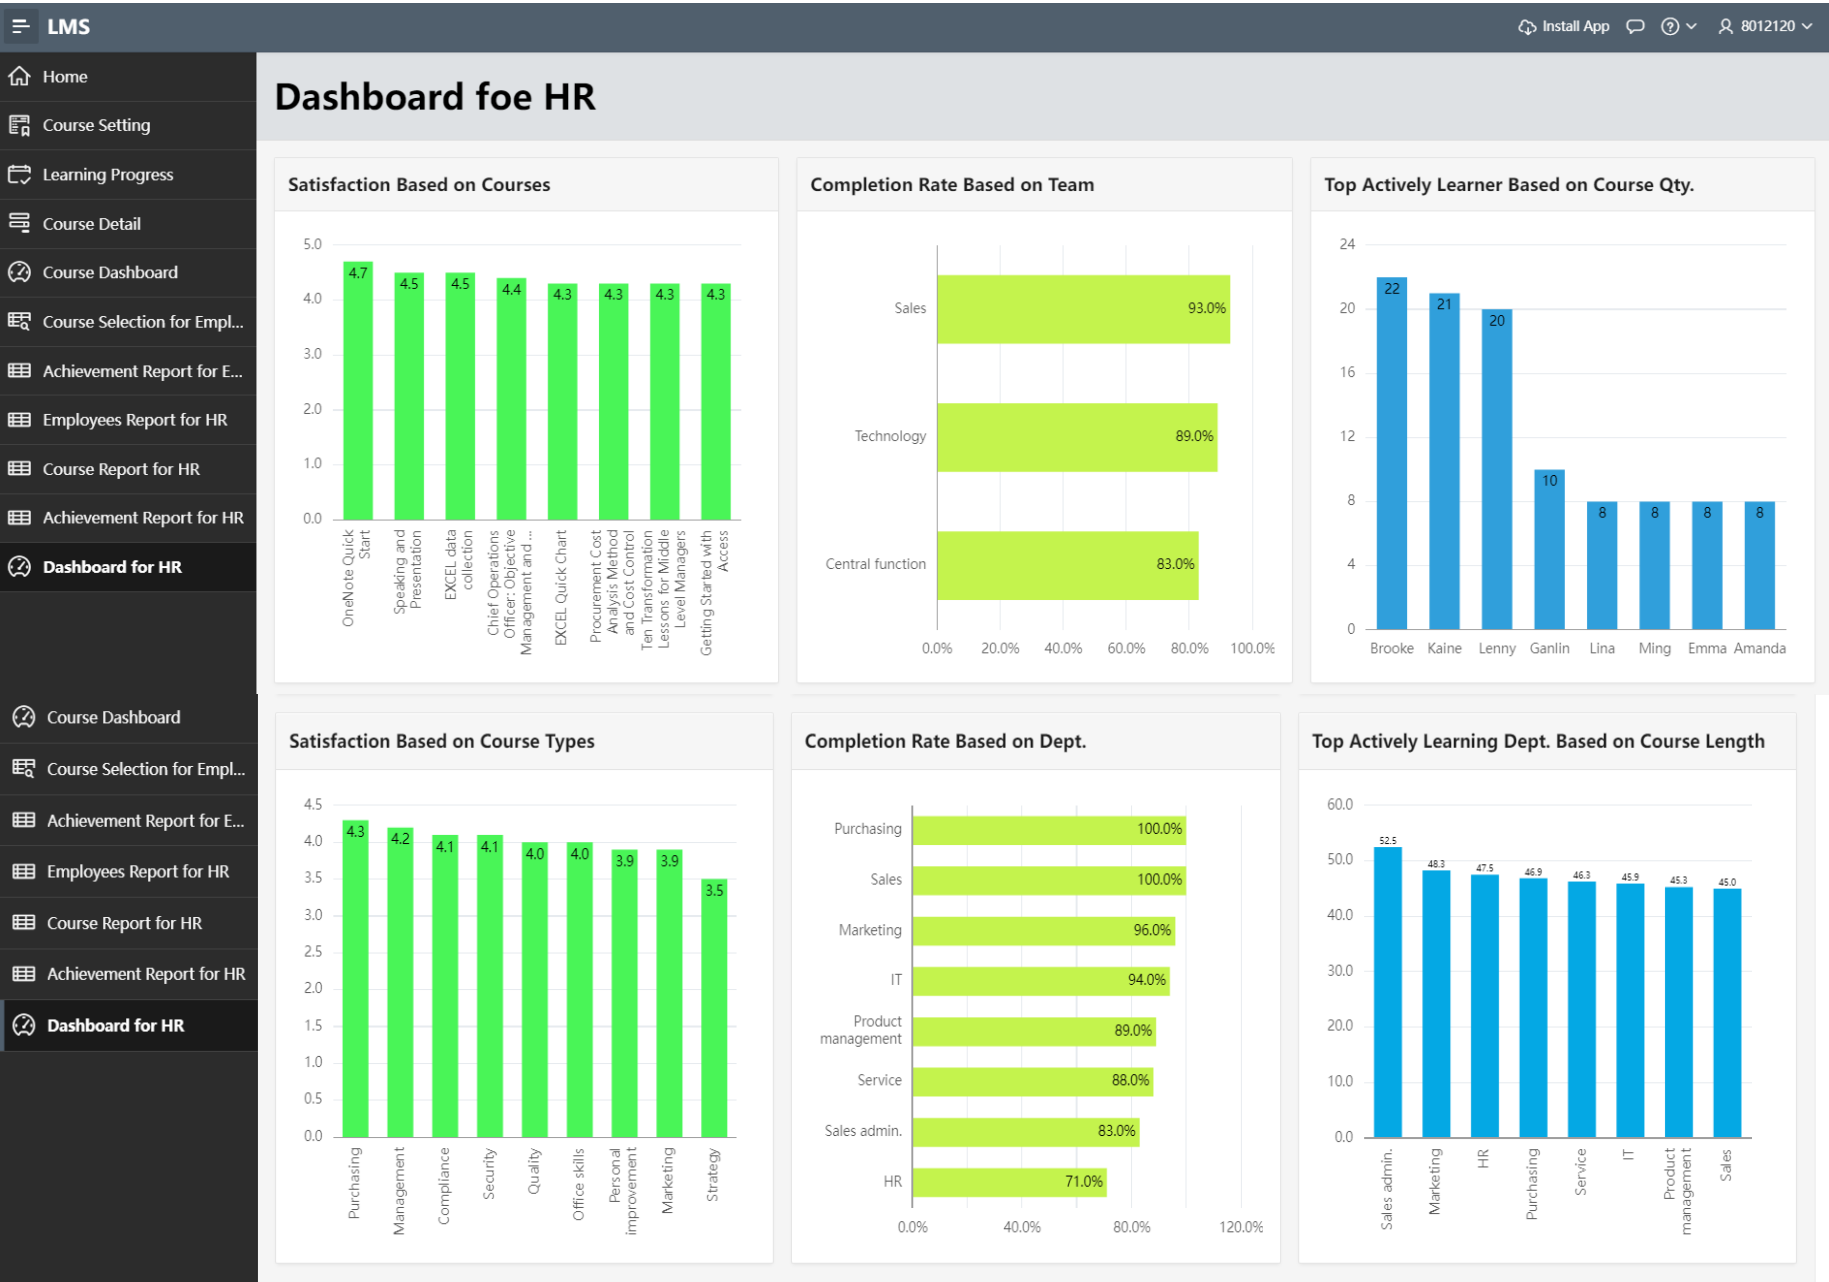 LMS
Install App
8012120
Home
Course Setting
Learning Progress
Course Detail
Course Dashboard
Course Selection for Empl...
Achievement Report for E...
Employees Report for HR
Course Report for HR
Achievement Report for HR
Dashboard for HR
Dashboard foe HR
Satisfaction Based on Courses
5.0
4.0
3.0
2.0
1.0
0.0
4.7
4.5
4.5
4.4
4.3
4.3
4.3
4.3
OneNote Quick
Start
Speaking and
Presentation
EXCEL data
collection
Chief Operations
Officer: Objective
Management and ...
EXCEL Quick Chart
Procurement Cost
Analysis Method
and Cost Control
Ten Transformation
Lessons for Middle
Level Managers
Getting Started with
Access
Completion Rate Based on Team
Sales
93.0%
Technology
89.0%
Central function
83.0%
0.0%
20.0%
40.0%
60.0%
80.0%
100.0%
Top Actively Learner Based on Course Qty.
24
20
16
12
8
4
0
22
21
20
10
8
8
8
8
Brooke
Kaine
Lenny
Ganlin
Lina
Ming
Emma
Amanda
Course Dashboard
Course Selection for Empl...
Achievement Report for E...
Employees Report for HR
Course Report for HR
Achievement Report for HR
Dashboard for HR
Satisfaction Based on Course Types
4.5
4.0
3.5
3.0
2.5
2.0
1.5
1.0
0.5
0.0
4.3
4.2
4.1
4.1
4.0
4.0
3.9
3.9
3.5
Purchasing
Management
Compliance
Security
Quality
Office skills
Personal
improvement
Marketing
Strategy
Completion Rate Based on Dept.
Purchasing
100.0%
Sales
100.0%
Marketing
96.0%
IT
94.0%
Product
management
89.0%
Service
88.0%
Sales admin.
83.0%
HR
71.0%
0.0%
40.0%
80.0%
120.0%
Top Actively Learning Dept. Based on Course Length
60.0
50.0
40.0
30.0
20.0
10.0
0.0
52.5
48.3
47.5
46.9
46.3
45.9
45.3
45.0
Sales admin.
Marketing
HR
Purchasing
Service
IT
Product
management
Sales